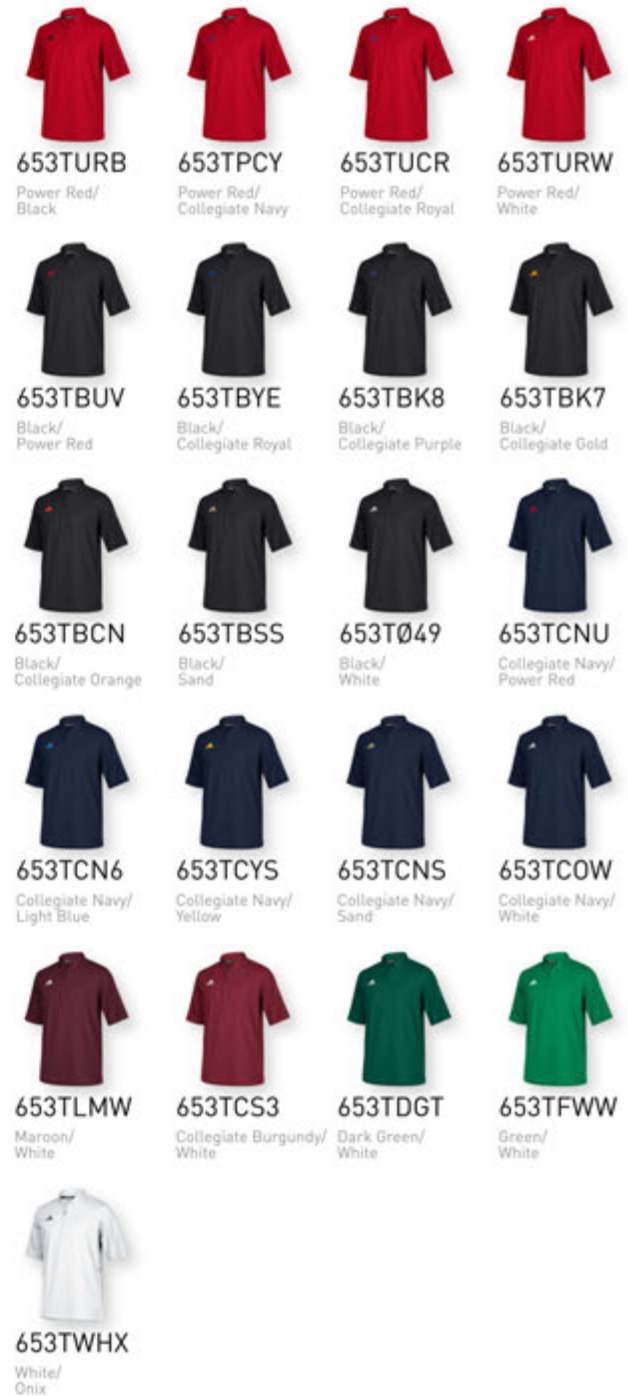 653TURB
Power Red/
Black
653TPCY
Power Red/
Collegiate Navy
653TUCR
Power Red/
Collegiate Royal
653TURW
Power Red/
White
653TBUV
Black/
Power Red
653TBYE
Black/
Collegiate Royal
653TBK8
Black/
Collegiate Purple
653TBK7
Black/
Collegiate Gold
653TBCN
Black/
Collegiate Orange
653TBSS
Black/
Sand
653TØ49
Black/
White
653TCNU
Collegiate Navy/
Power Red
653TCN6
Collegiate Navy/
Light Blue
653TCYS
Collegiate Navy/
Yellow
653TCNS
Collegiate Navy/
Sand
653TCOW
Collegiate Navy/
White
653TLMW
Maroon/
White
653TCS3
Collegiate Burgundy/
White
653TDGT
Dark Green/
White
653TFWW
Green/
White
653TWHX
White/
Onix